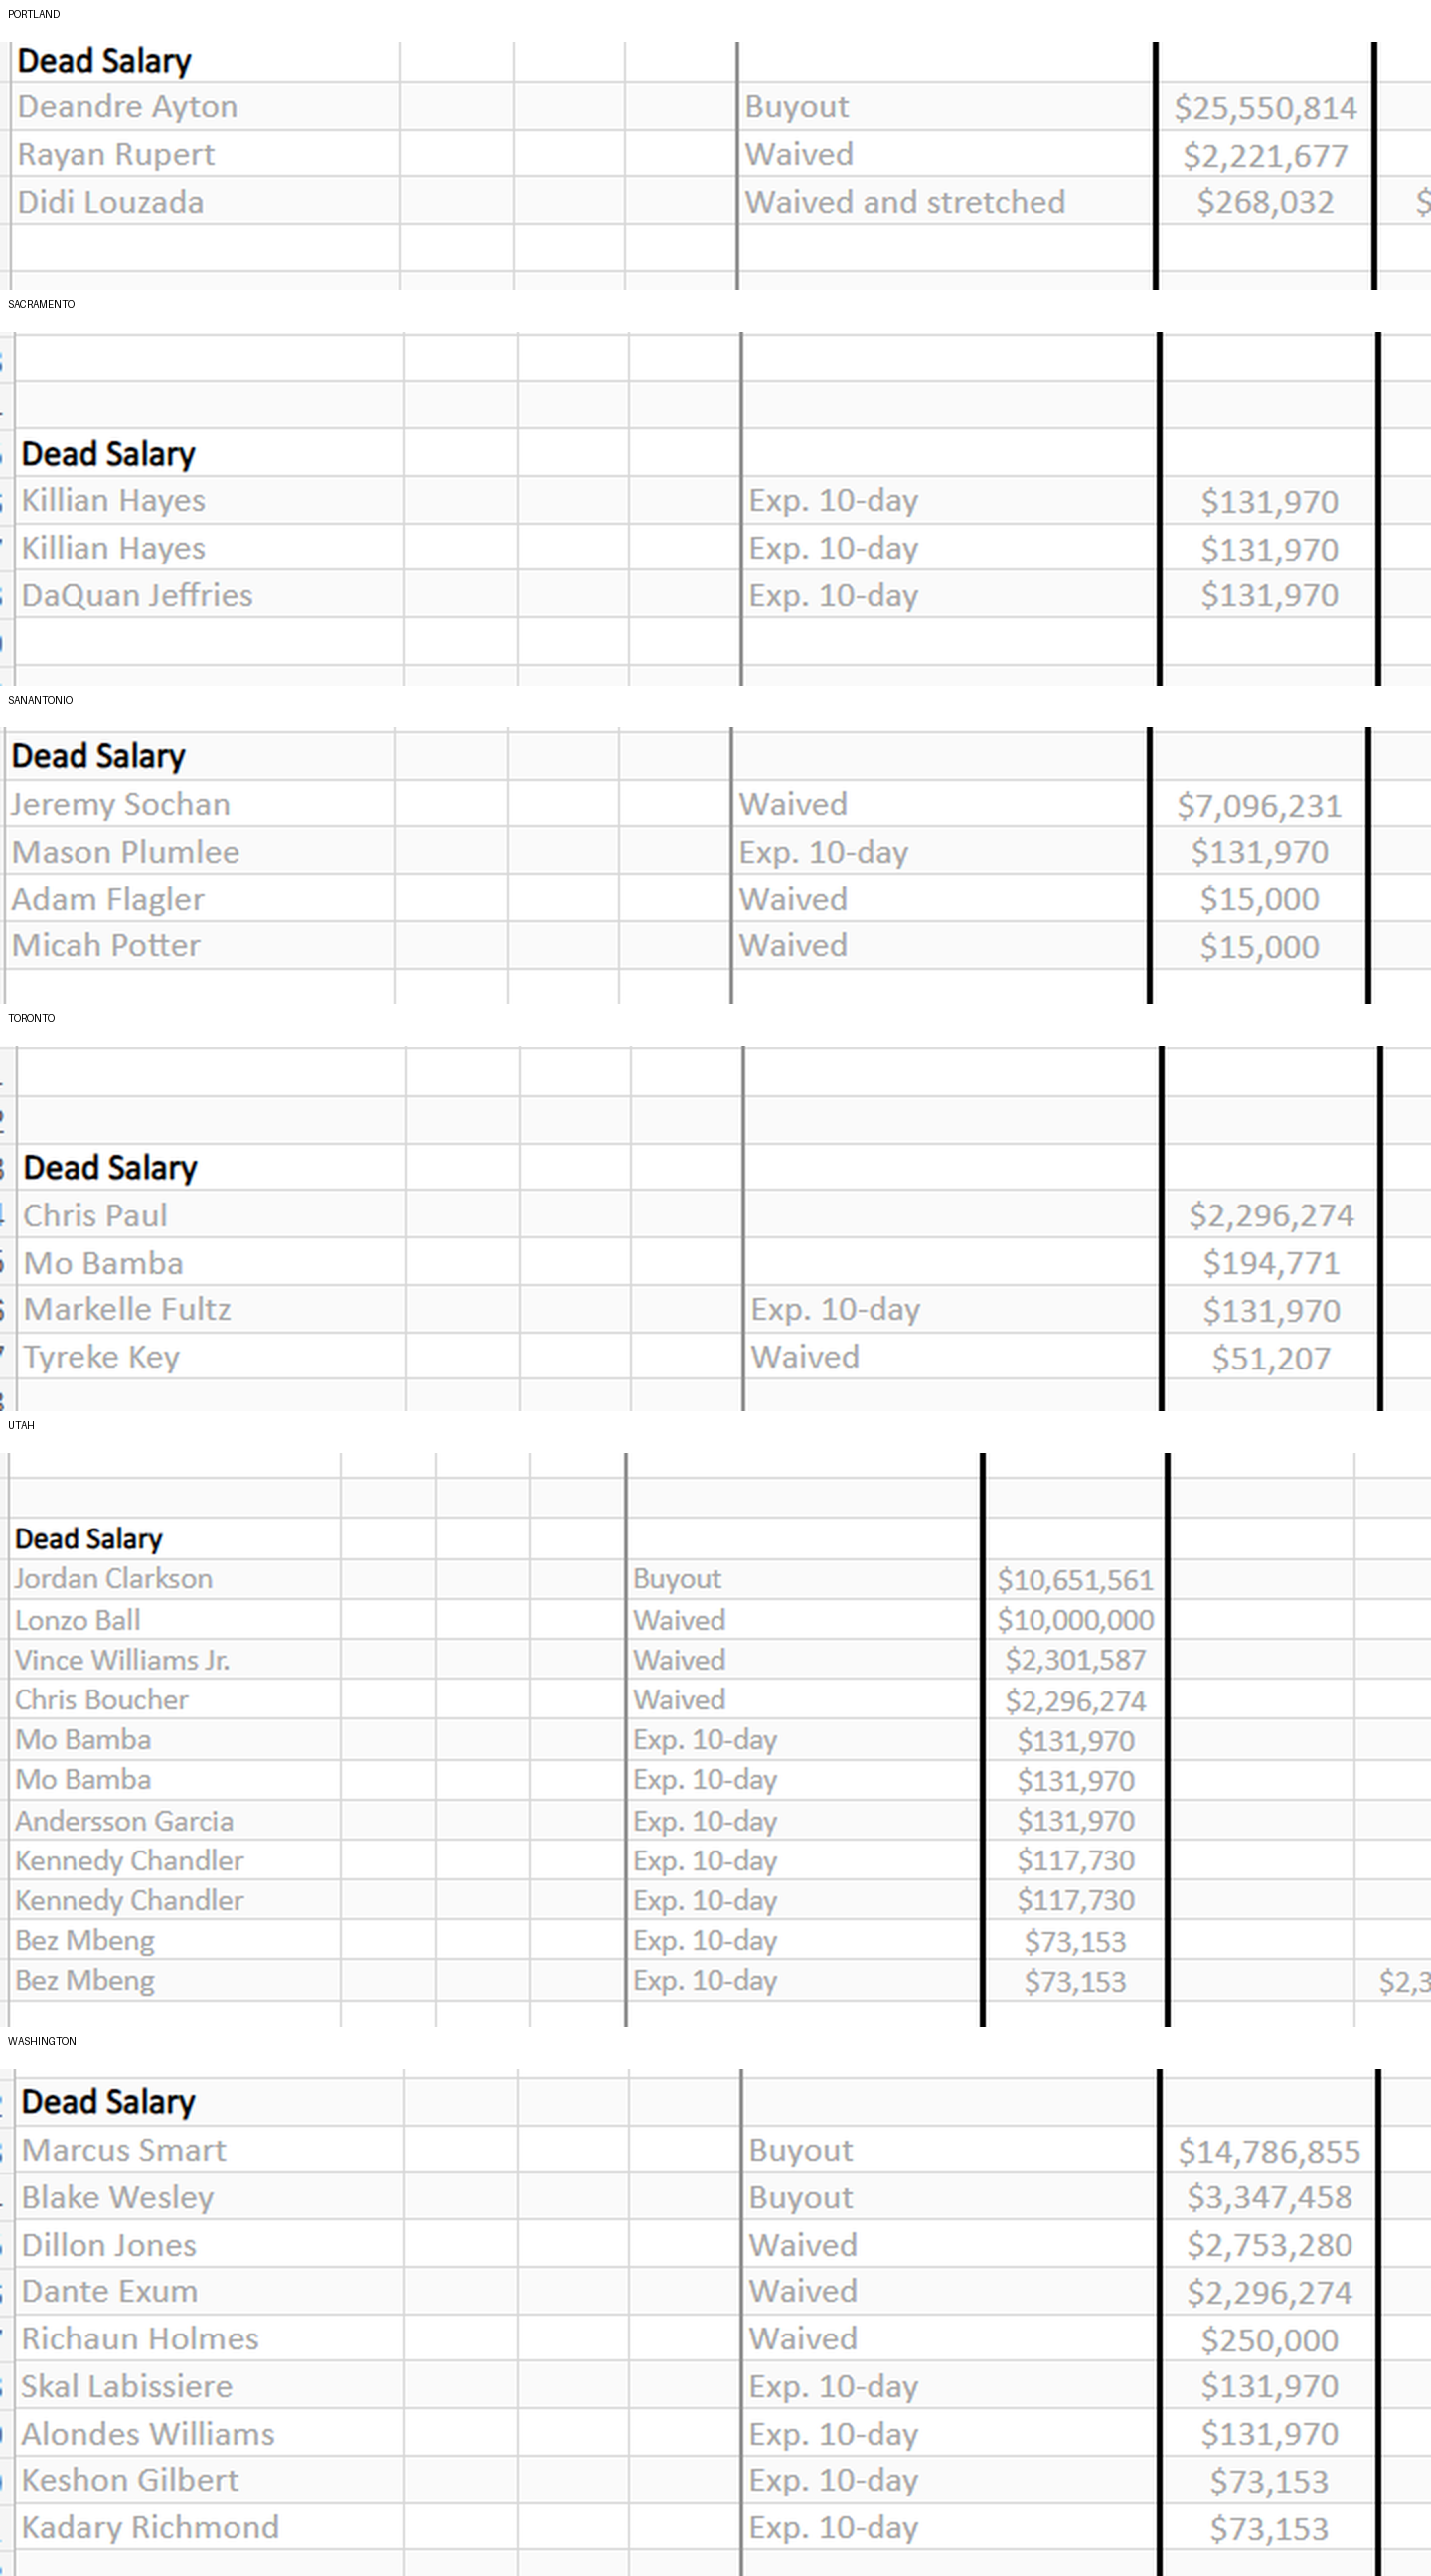 PORTLAND
Dead Salary
Deandre Ayton Buyout $25,550,814
Rayan Rupert Waived $2,221,677
Didi Louzada Waived and stretched $268,032 $
SACRAMENTO
Dead Salary
Killian Hayes Exp. 10-day $131,970
Killian Hayes Exp. 10-day $131,970
DaQuan Jeffries Exp. 10-day $131,970
SANANTONIO
Dead Salary
Jeremy Sochan Waived $7,096,231
Mason Plumlee Exp. 10-day $131,970
Adam Flagler Waived $15,000
Micah Potter Waived $15,000
TORONTO
Dead Salary
Chris Paul $2,296,274
Mo Bamba $194,771
Markelle Fultz Exp. 10-day $131,970
Tyreke Key Waived $51,207
UTAH
Dead Salary
Jordan Clarkson Buyout $10,651,561
Lonzo Ball Waived $10,000,000
Vince Williams Jr. Waived $2,301,587
Chris Boucher Waived $2,296,274
Mo Bamba Exp. 10-day $131,970
Mo Bamba Exp. 10-day $131,970
Andersson Garcia Exp. 10-day $131,970
Kennedy Chandler Exp. 10-day $117,730
Kennedy Chandler Exp. 10-day $117,730
Bez Mbeng Exp. 10-day $73,153
Bez Mbeng Exp. 10-day $73,153 $2,3
WASHINGTON
Dead Salary
Marcus Smart Buyout $14,786,855
Blake Wesley Buyout $3,347,458
Dillon Jones Waived $2,753,280
Dante Exum Waived $2,296,274
Richaun Holmes Waived $250,000
Skal Labissiere Exp. 10-day $131,970
Alondes Williams Exp. 10-day $131,970
Keshon Gilbert Exp. 10-day $73,153
Kadary Richmond Exp. 10-day $73,153